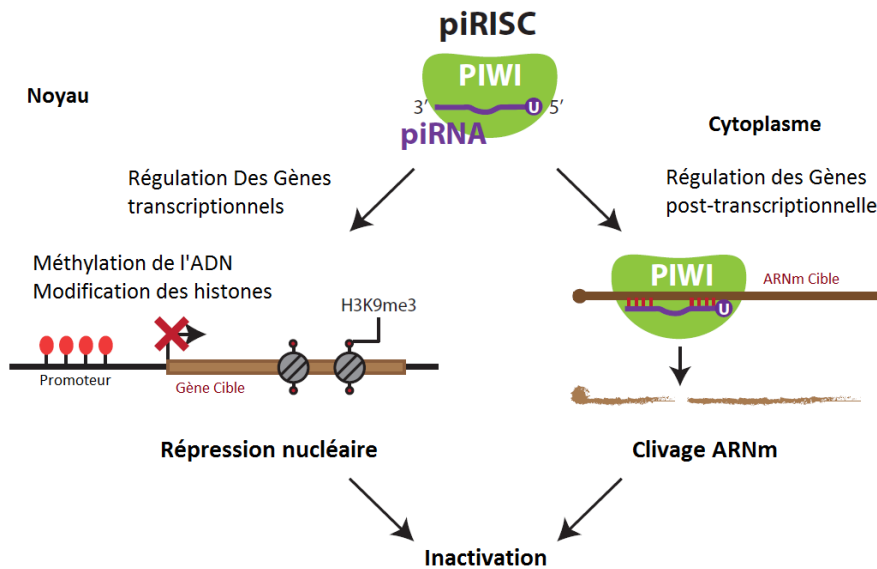 piRISC
PIWI
3′ U 5′
piRNA
Noyau
Cytoplasme
Régulation Des Gènes
transcriptionnels
Régulation des Gènes
post-transcriptionnelle
Méthylation de l'ADN
Modification des histones
H3K9me3
Promoteur
Gène Cible
PIWI
ARNm Cible
U
Répression nucléaire
Clivage ARNm
Inactivation